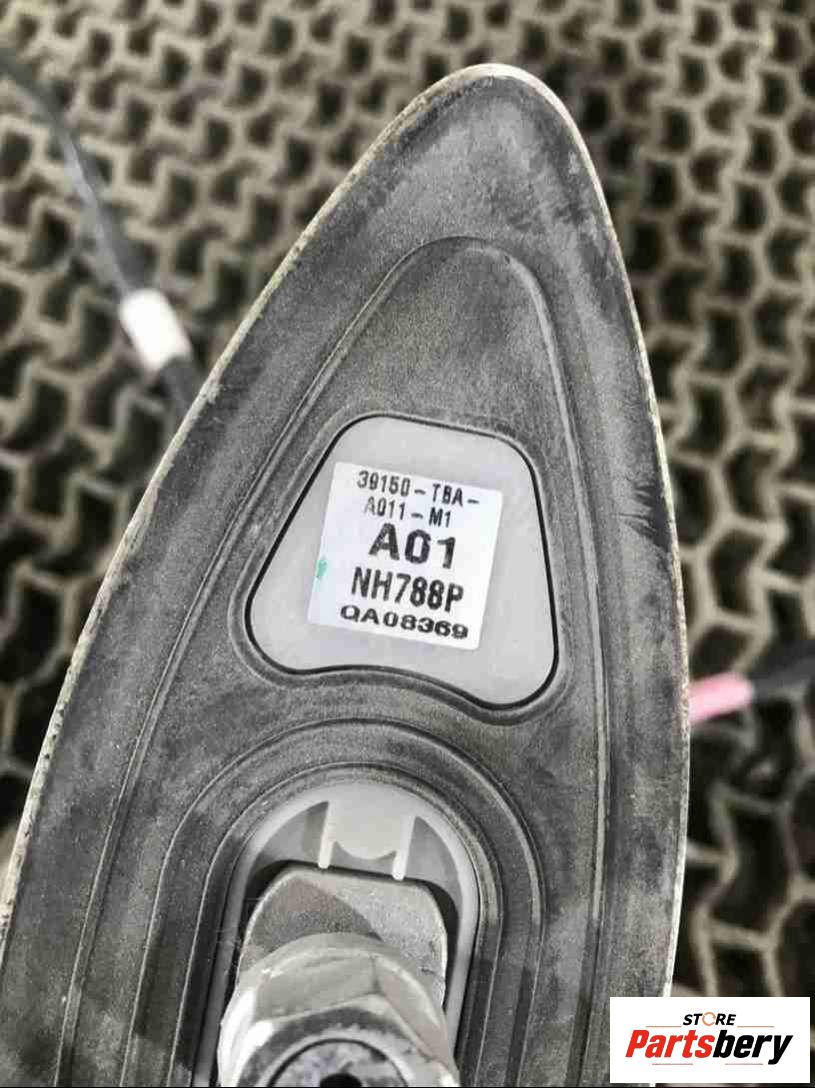 39150-TBA-
A011-M1
A01
NH788P
QA08369
STORE
Partsbery